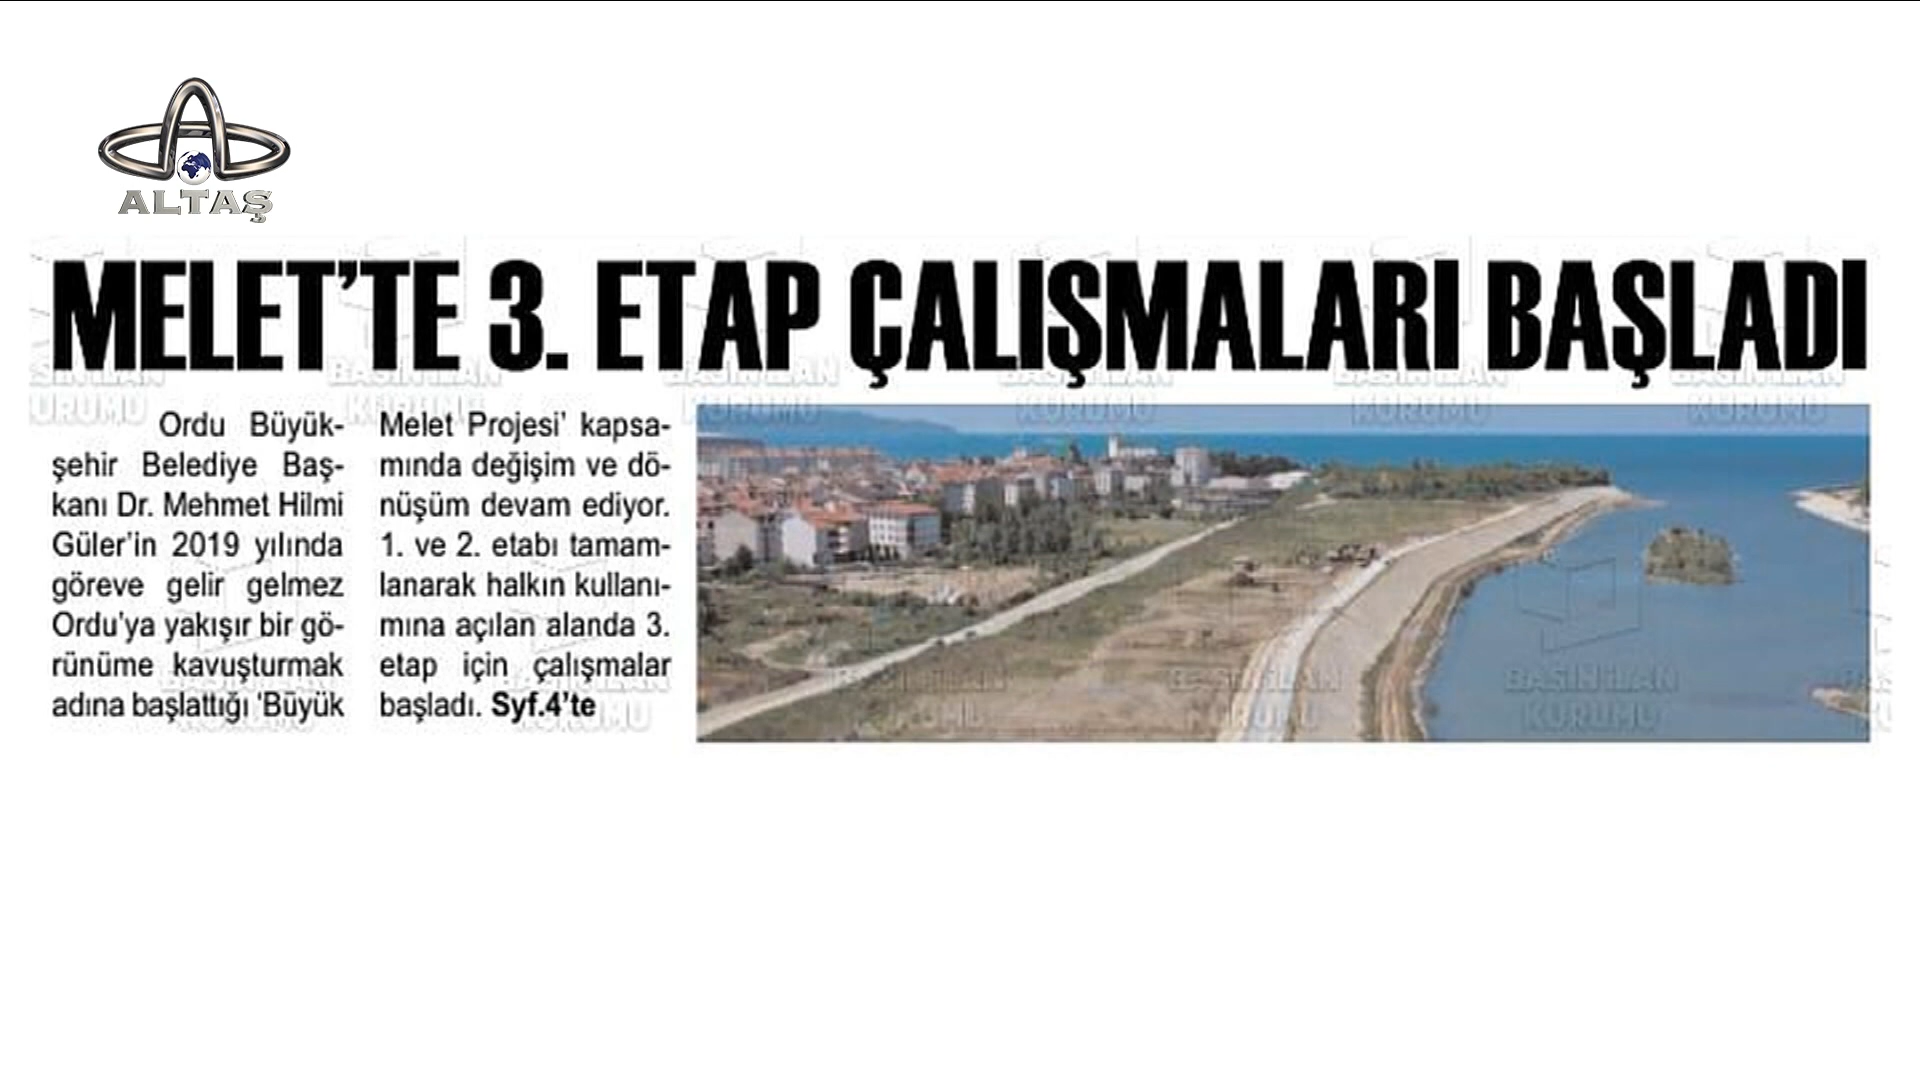 ALTAŞ
MELET'TE 3. ETAP ÇALIŞMALARI BAŞLADI
Ordu Büyük-
şehir Belediye Baş-
kanı Dr. Mehmet Hilmi
Güler'in 2019 yılında
göreve gelir gelmez
Ordu'ya yakışır bir gö-
rünüme kavuşturmak
adına başlattığı 'Büyük
Melet Projesi' kapsa-
mında değişim ve dö-
nüşüm devam ediyor.
1. ve 2. etabı tamam-
lanarak halkın kullanı-
mına açılan alanda 3.
etap için çalışmalar
başladı. Syf.4'te
BASIN İLAN
KURUMU